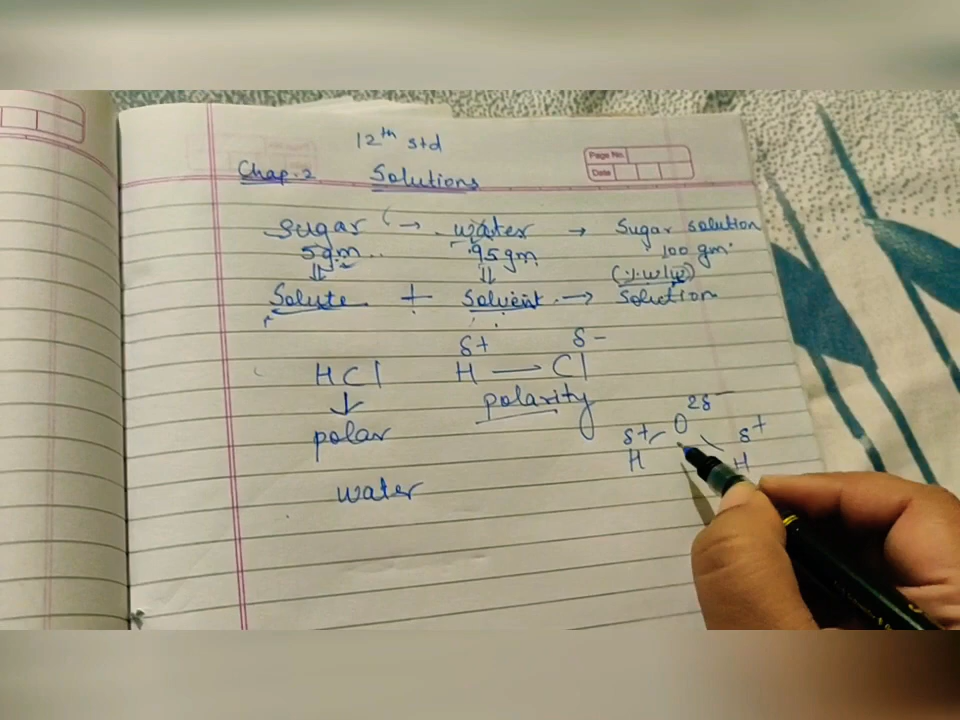 12th std
Page No.
Date
Chap. 2 Solutions
sugar → water → Sugar solution
5gm 95gm 100 gm
⇓ ⇓ (%w/w)
Solute + Solvent → Solution
δ+ δ−
HCl H → Cl
↓ polarity
polar
2δ−
O
δ+ δ+
H H
water